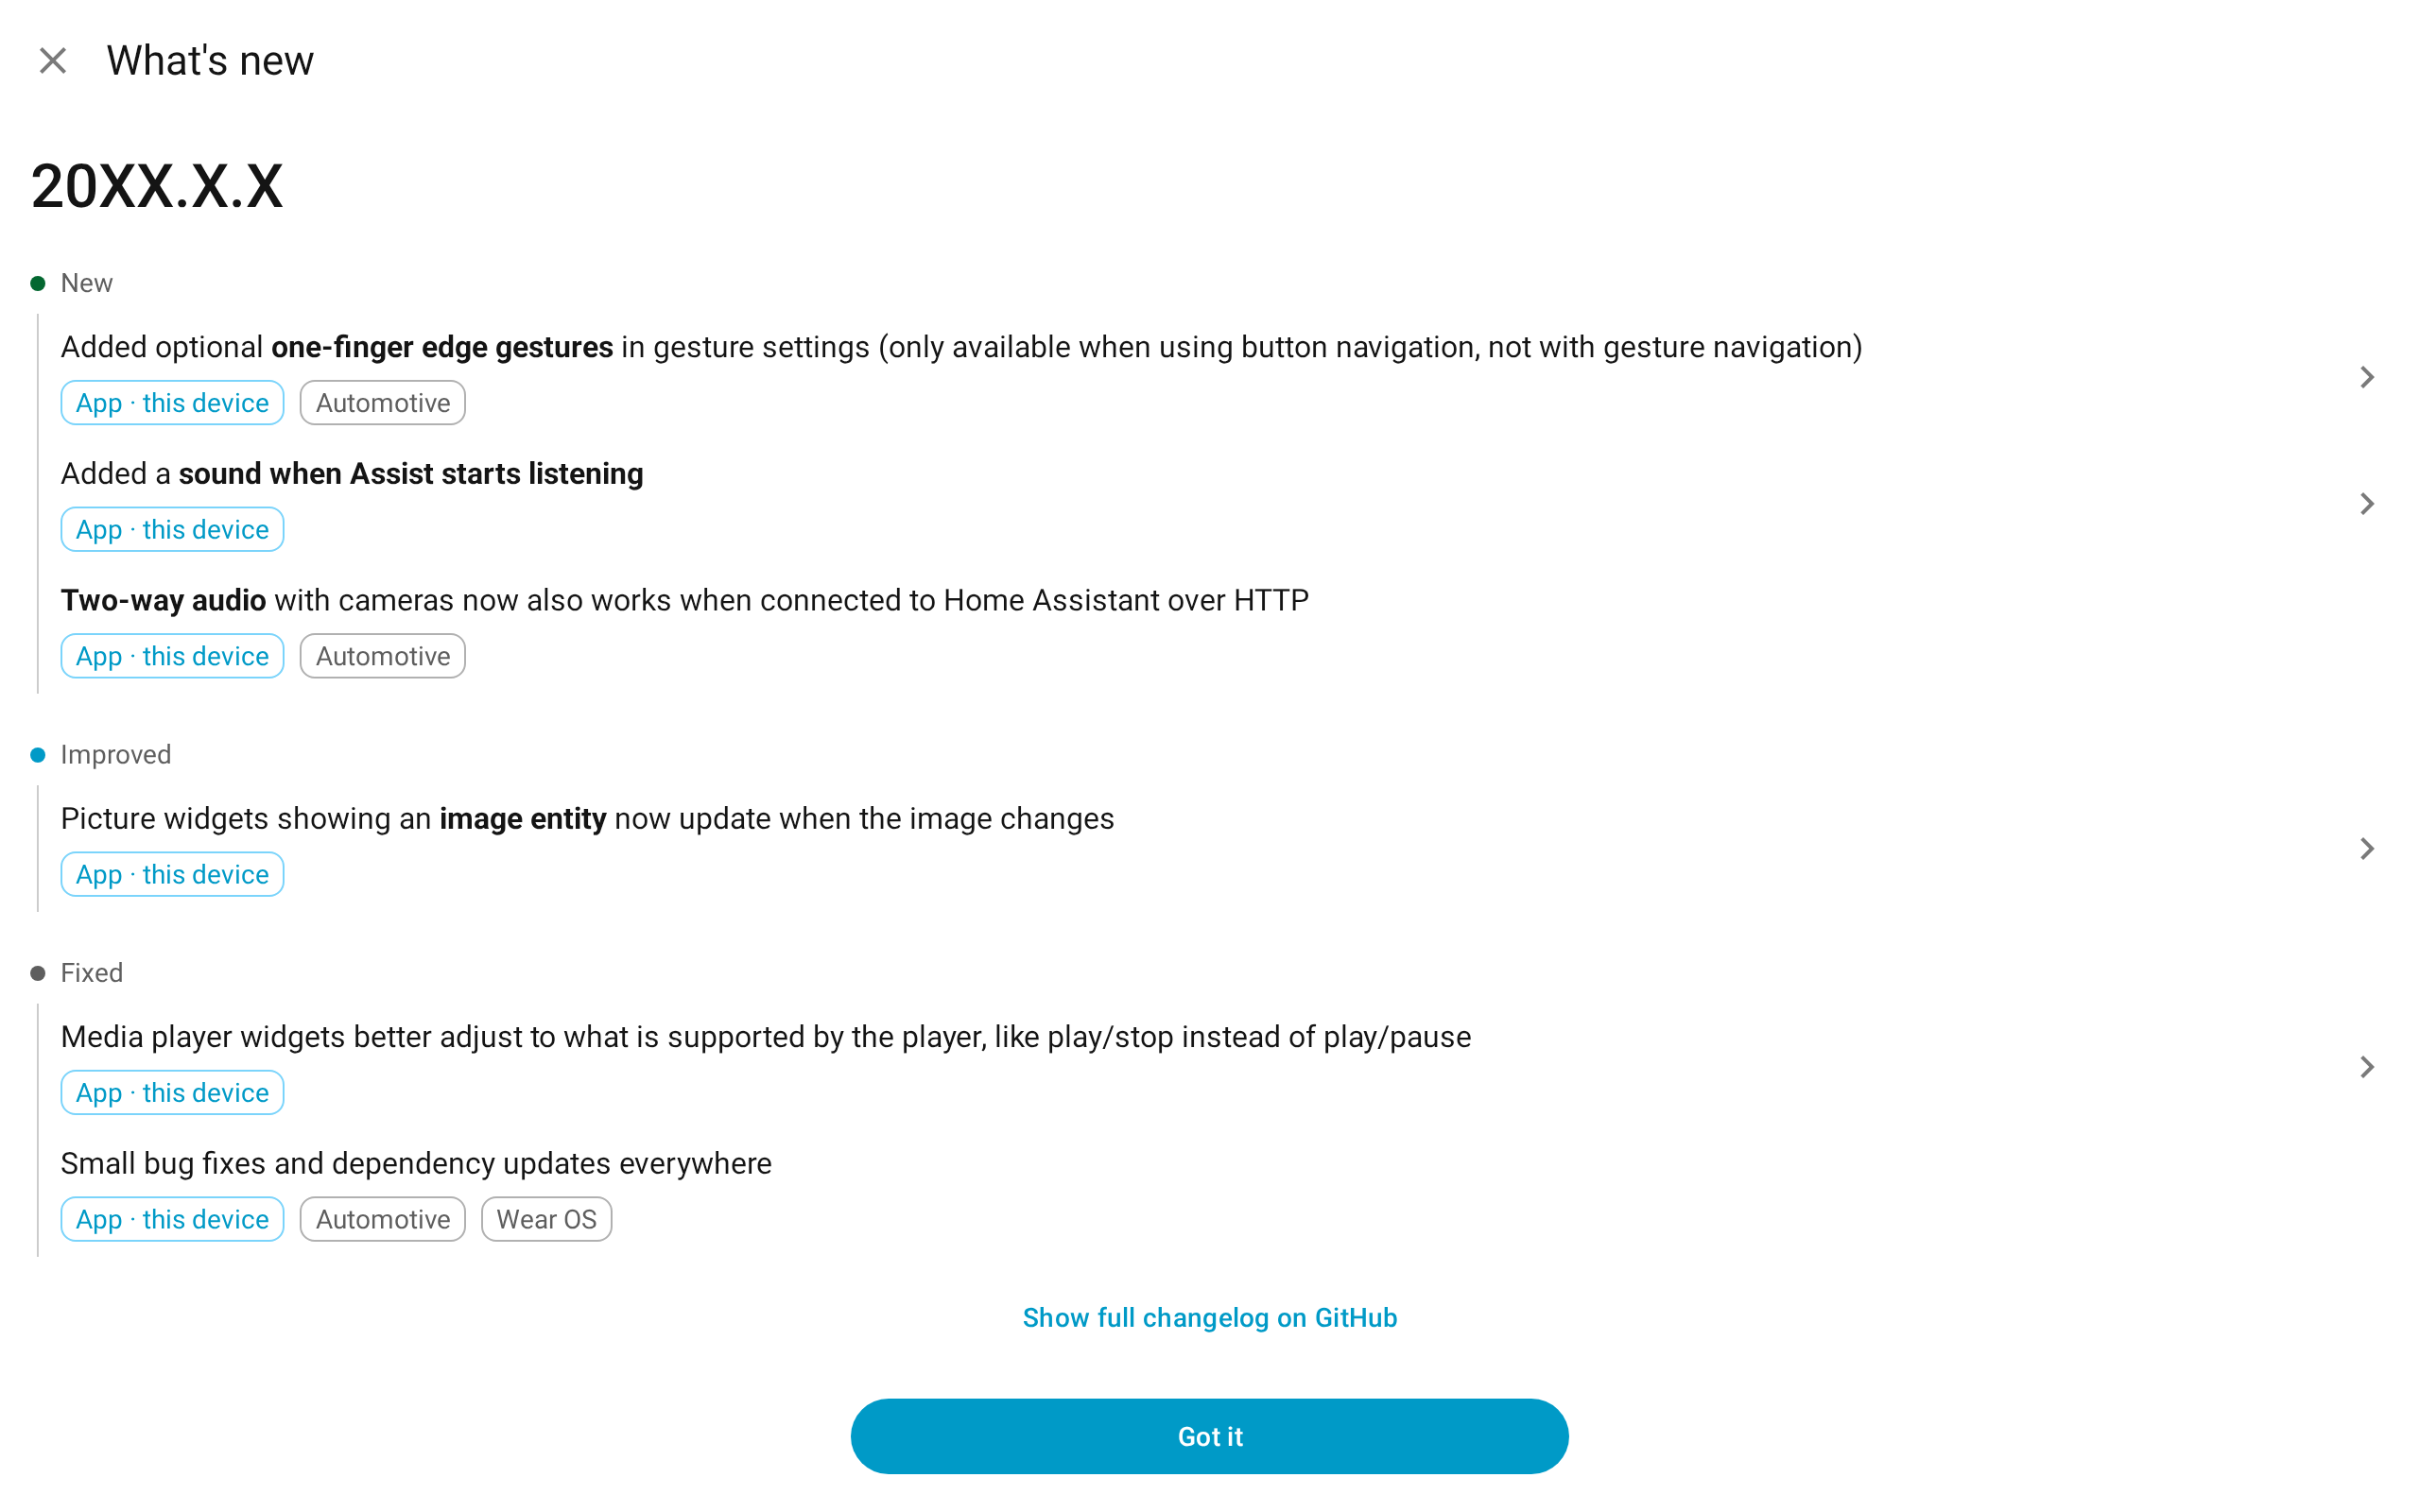 What's new
20XX.X.X
New
Added optional one-finger edge gestures in gesture settings (only available when using button navigation, not with gesture navigation)
App · this device Automotive
Added a sound when Assist starts listening
App · this device
Two-way audio with cameras now also works when connected to Home Assistant over HTTP
App · this device Automotive
Improved
Picture widgets showing an image entity now update when the image changes
App · this device
Fixed
Media player widgets better adjust to what is supported by the player, like play/stop instead of play/pause
App · this device
Small bug fixes and dependency updates everywhere
App · this device Automotive Wear OS
Show full changelog on GitHub
Got it